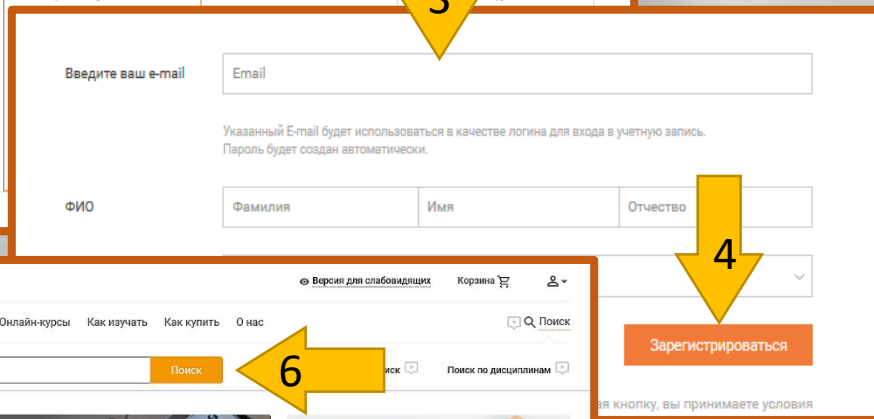 3
Введите ваш e-mail
Email
Указанный E-mail будет использоваться в качестве логина для входа в учетную запись.
Пароль будет создан автоматически.
ФИО
Фамилия
Имя
Отчество
4
Зарегистрироваться
Версия для слабовидящих
Корзина
Онлайн-курсы
Как изучать
Как купить
О нас
Поиск
Поиск
6
Поиск по дисциплинам
кнопку, вы принимаете условия